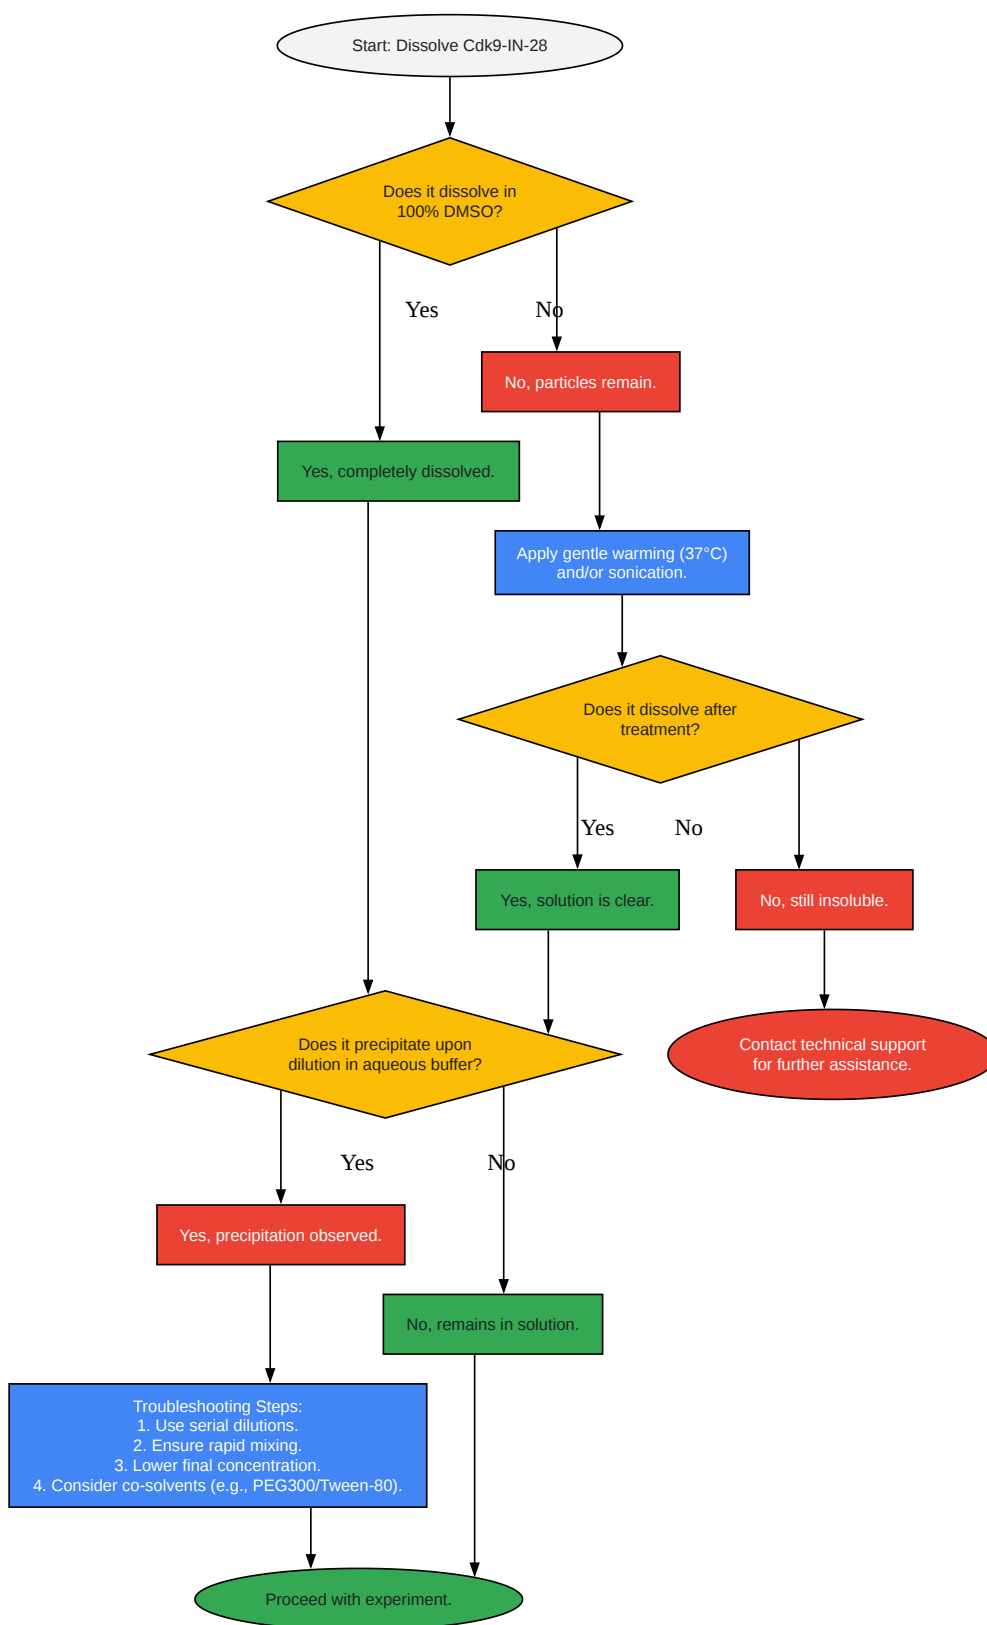 Start: Dissolve Cdk9-IN-28
Does it dissolve in
100% DMSO?
Yes
No
No, particles remain.
Yes, completely dissolved.
Apply gentle warming (37°C)
and/or sonication.
Does it dissolve after
treatment?
Yes
No
Yes, solution is clear.
No, still insoluble.
Does it precipitate upon
dilution in aqueous buffer?
Contact technical support
for further assistance.
Yes
No
Yes, precipitation observed.
No, remains in solution.
Troubleshooting Steps:
1. Use serial dilutions.
2. Ensure rapid mixing.
3. Lower final concentration.
4. Consider co-solvents (e.g., PEG300/Tween-80).
Proceed with experiment.